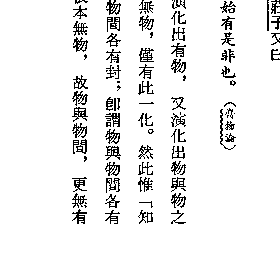 莊子又曰
始有是非也。（齊物論）
演化出有物，又演化出物與物之
無物，僅有此一化。然此惟「知
物間各有封；卽謂物與物間各有
本無物，故物與物間，更無有